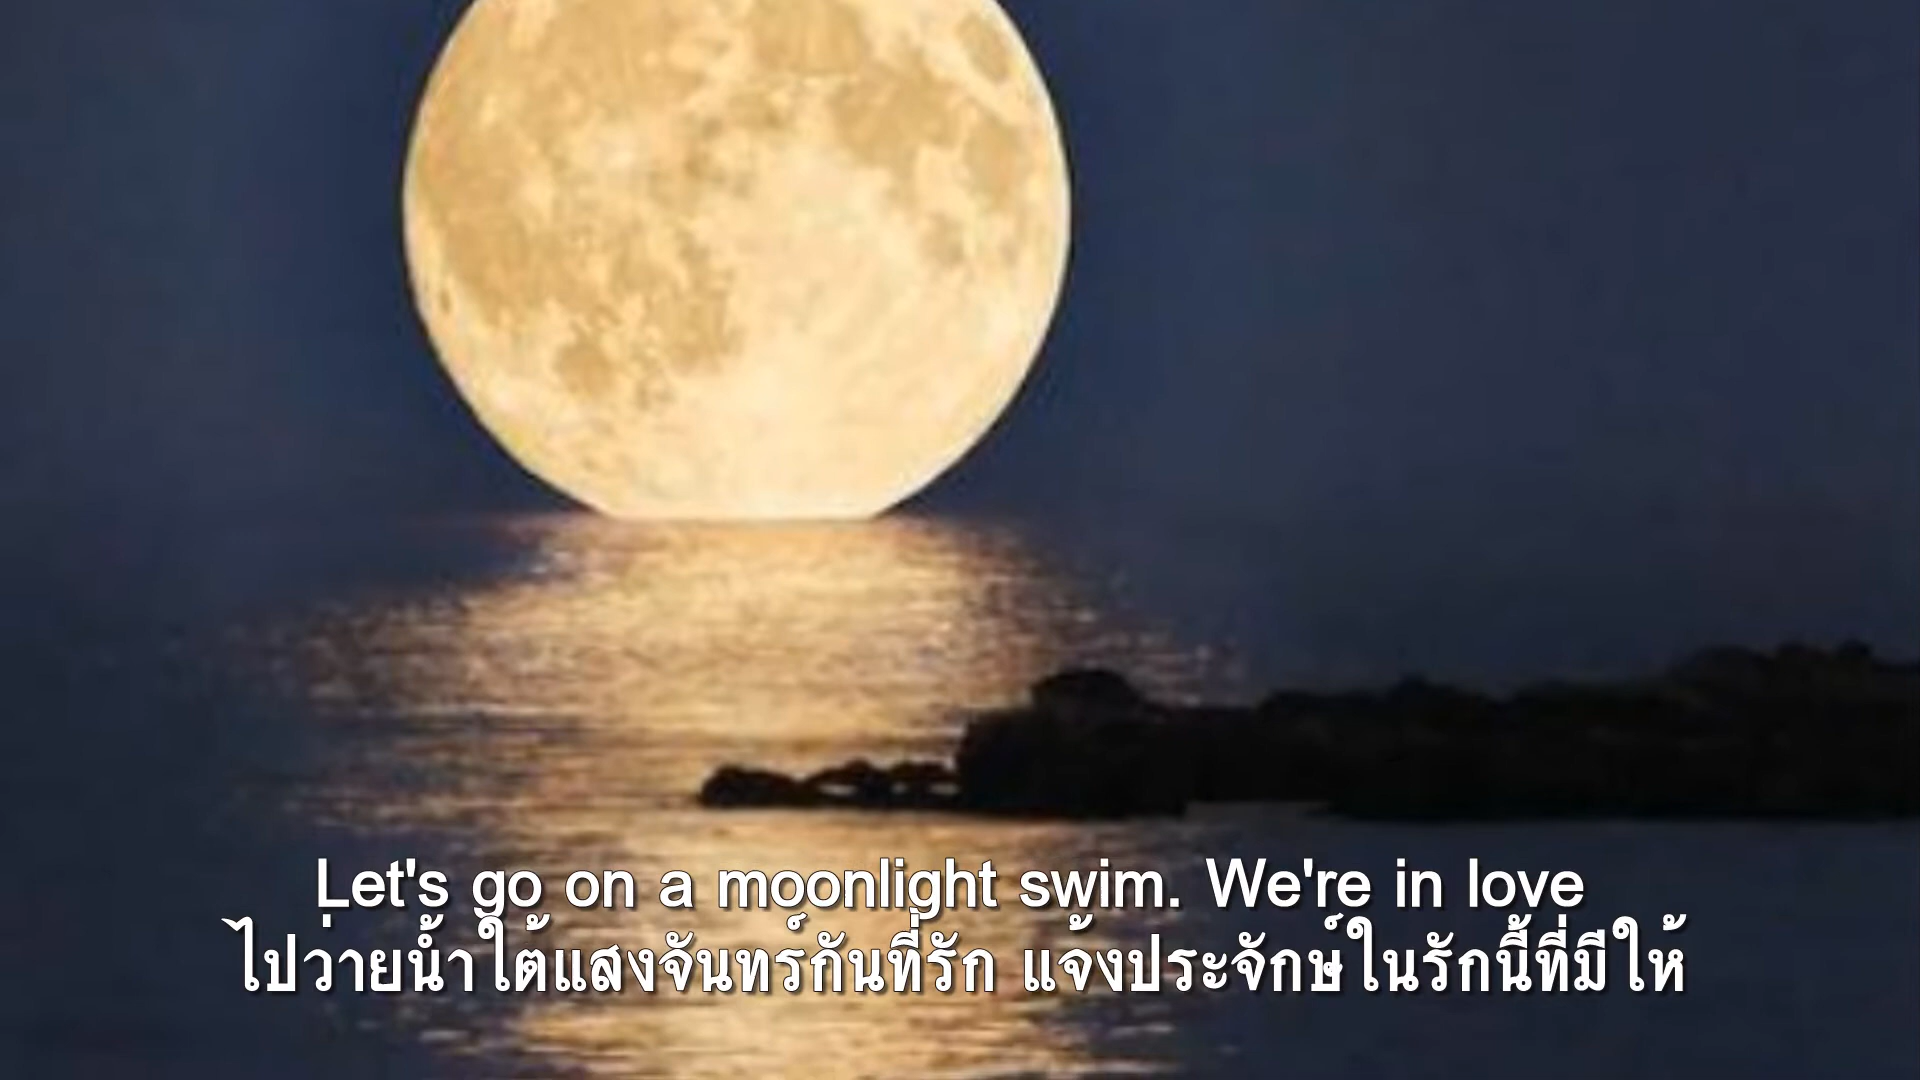 Let's go on a moonlight swim. We're in love
ไปว่ายน้ำใต้แสงจันทร์กันที่รัก แจ้งประจักษ์ในรักนี้ที่มีให้